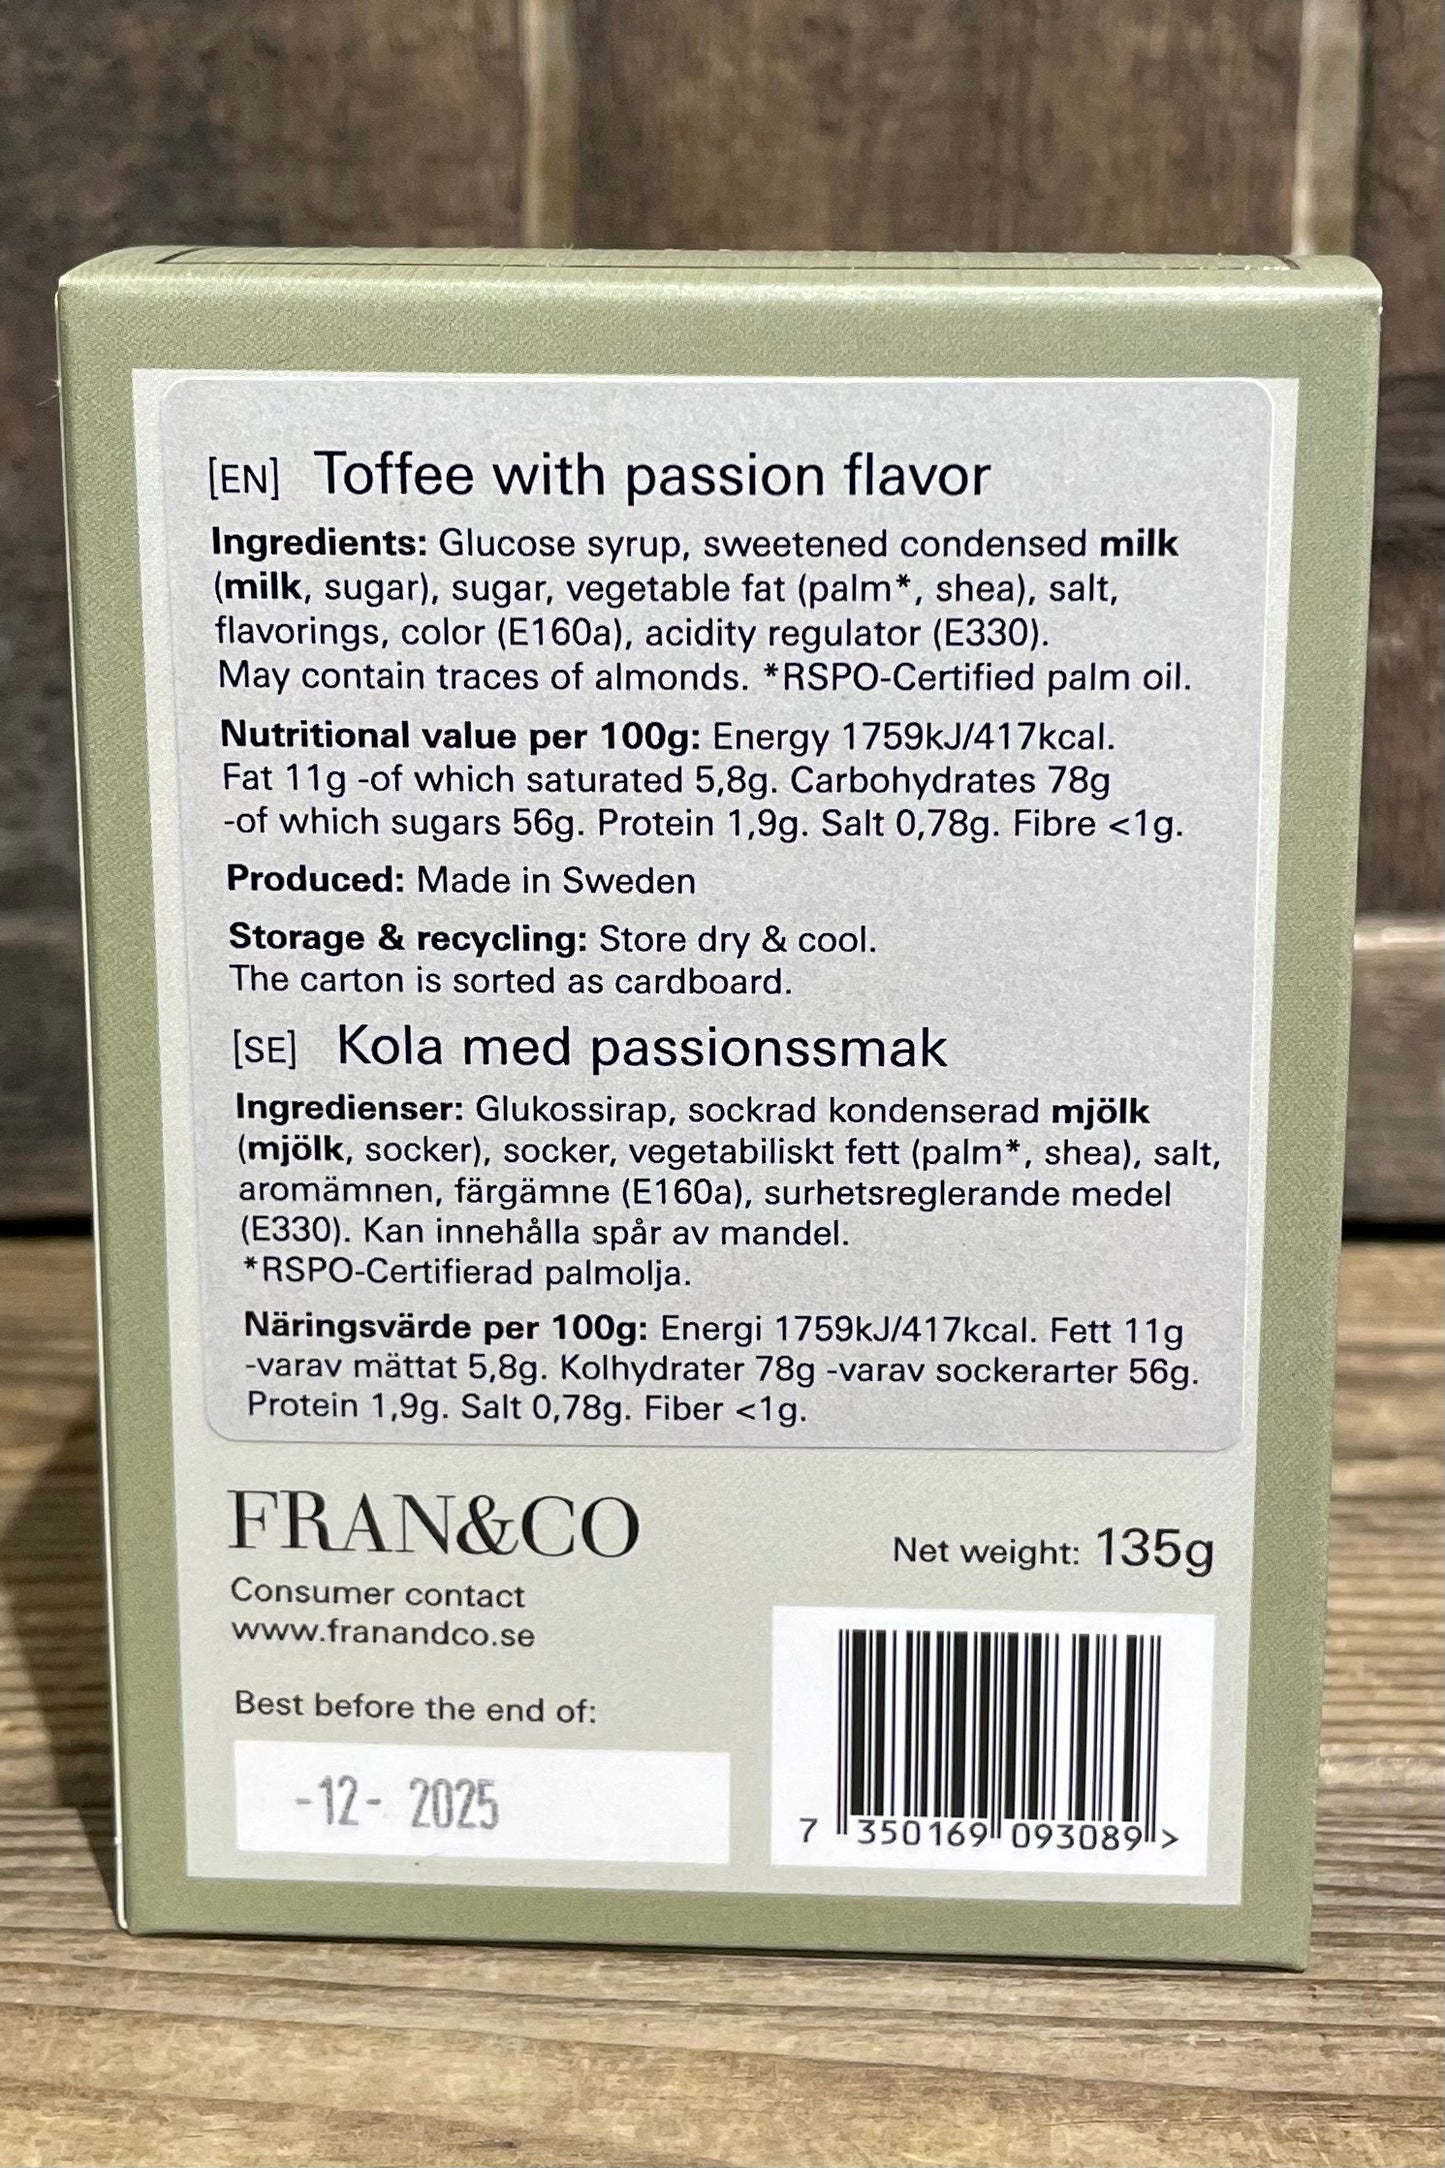 [EN] Toffee with passion flavor
Ingredients: Glucose syrup, sweetened condensed milk
(milk, sugar), sugar, vegetable fat (palm*, shea), salt,
flavorings, color (E160a), acidity regulator (E330).
May contain traces of almonds. *RSPO-Certified palm oil.
Nutritional value per 100g: Energy 1759kJ/417kcal.
Fat 11g -of which saturated 5,8g. Carbohydrates 78g
-of which sugars 56g. Protein 1,9g. Salt 0,78g. Fibre <1g.
Produced: Made in Sweden
Storage & recycling: Store dry & cool.
The carton is sorted as cardboard.
[SE] Kola med passionssmak
Ingredienser: Glukossirap, sockrad kondenserad mjölk
(mjölk, socker), socker, vegetabiliskt fett (palm*, shea), salt,
aromämnen, färgämne (E160a), surhetsreglerande medel
(E330). Kan innehålla spår av mandel.
*RSPO-Certifierad palmolja.
Näringsvärde per 100g: Energi 1759kJ/417kcal. Fett 11g
-varav mättat 5,8g. Kolhydrater 78g -varav sockerarter 56g.
Protein 1,9g. Salt 0,78g. Fiber <1g.
FRAN&CO
Net weight: 135g
Consumer contact
www.franandco.se
Best before the end of:
-12- 2025
7 350169 093089 >